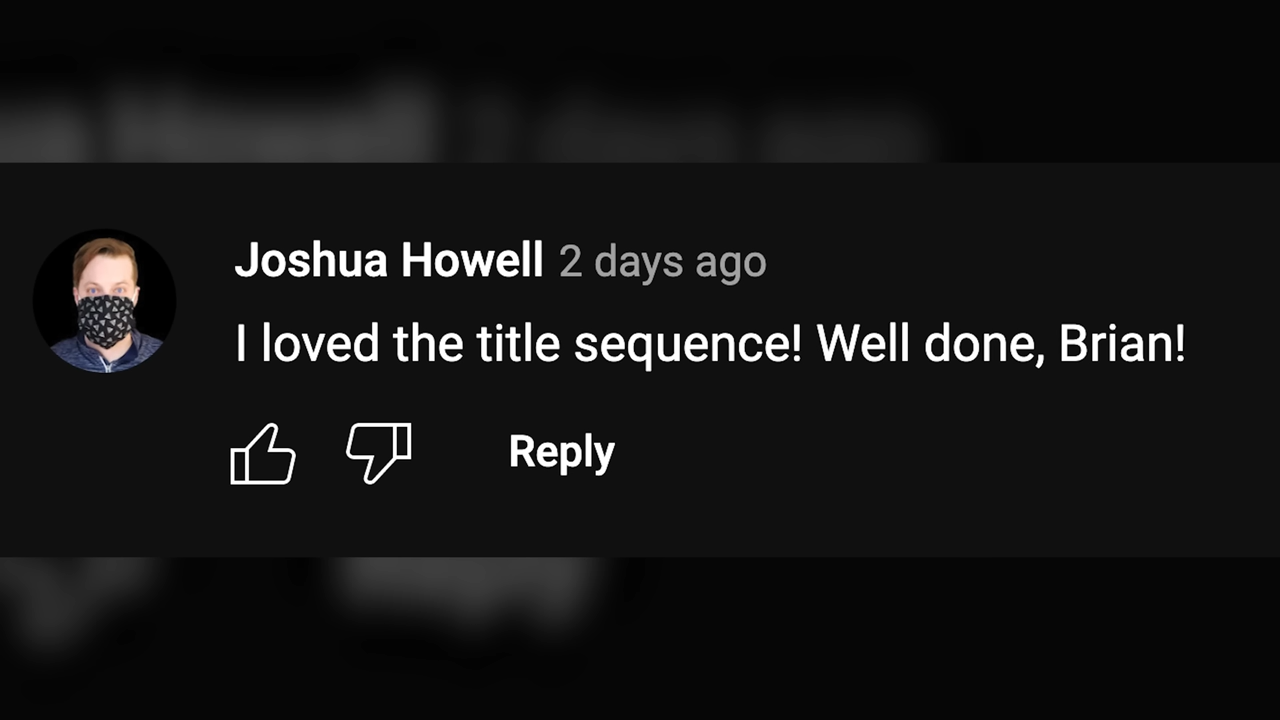 Joshua Howell 2 days ago
I loved the title sequence! Well done, Brian!
Reply